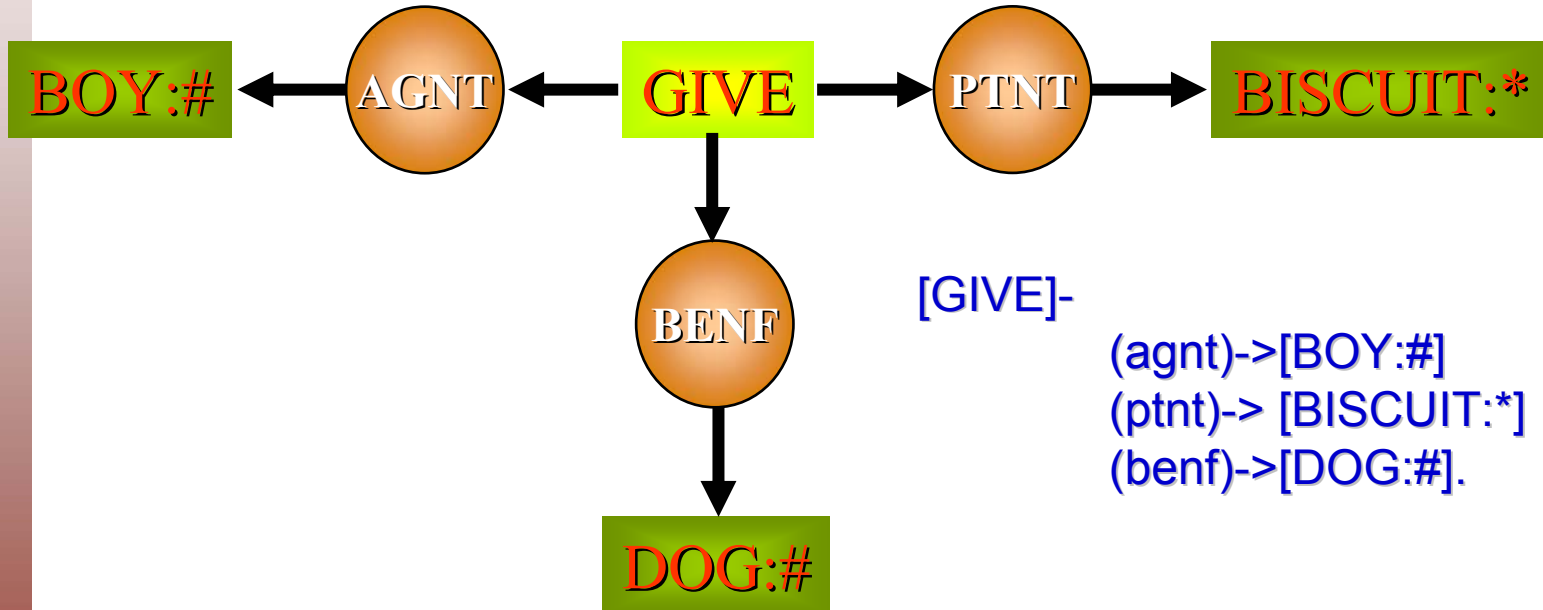 BOY:# AGNT GIVE PTNT BISCUIT:*
BENF
DOG:#
[GIVE]-
(agnt)->[BOY:#]
(ptnt)-> [BISCUIT:*]
(benf)->[DOG:#].